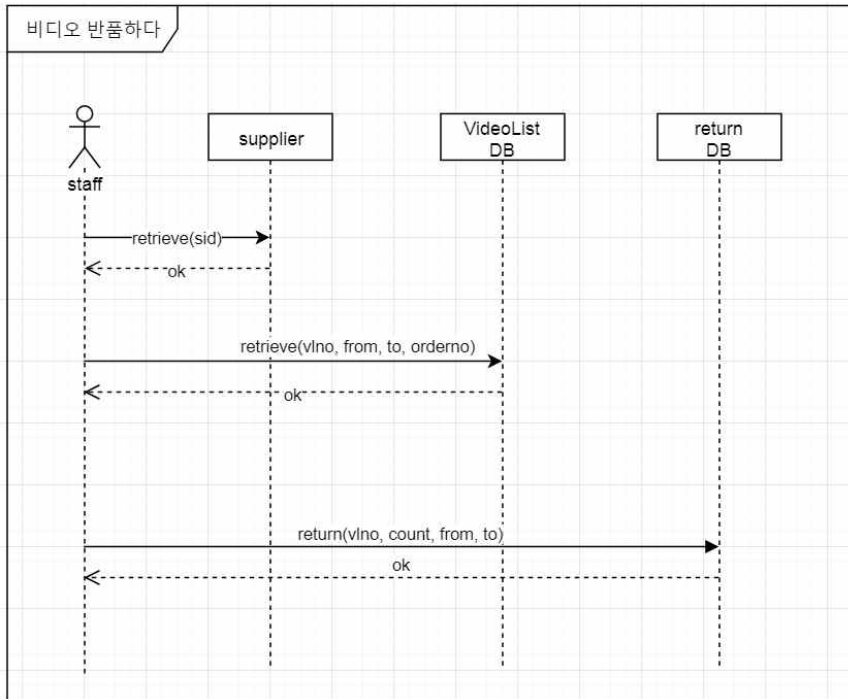 비디오 반품하다
staff
supplier
VideoList
DB
return
DB
retrieve(sid)
ok
retrieve(vlno, from, to, orderno)
ok
return(vlno, count, from, to)
ok